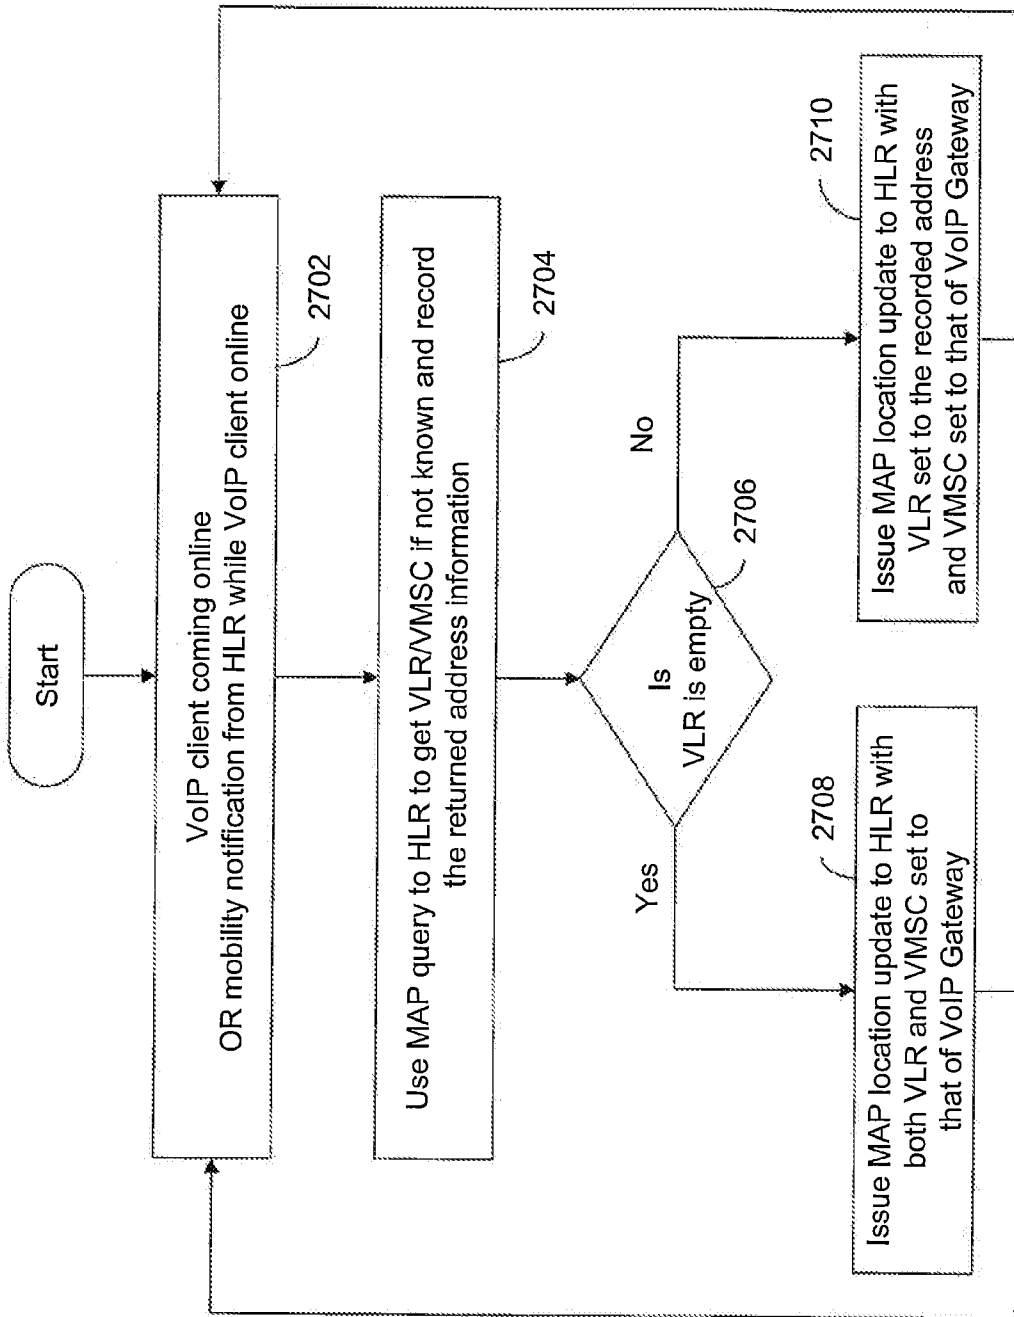 Start
VoIP client coming online
OR mobility notification from HLR while VoIP client online
2702
Use MAP query to HLR to get VLR/VMSC if not known and record
the returned address information
2704
Is
VLR is empty
2706
Yes
No
2708
Issue MAP location update to HLR with
both VLR and VMSC set to
that of VoIP Gateway
2710
Issue MAP location update to HLR with
VLR set to the recorded address
and VMSC set to that of VoIP Gateway